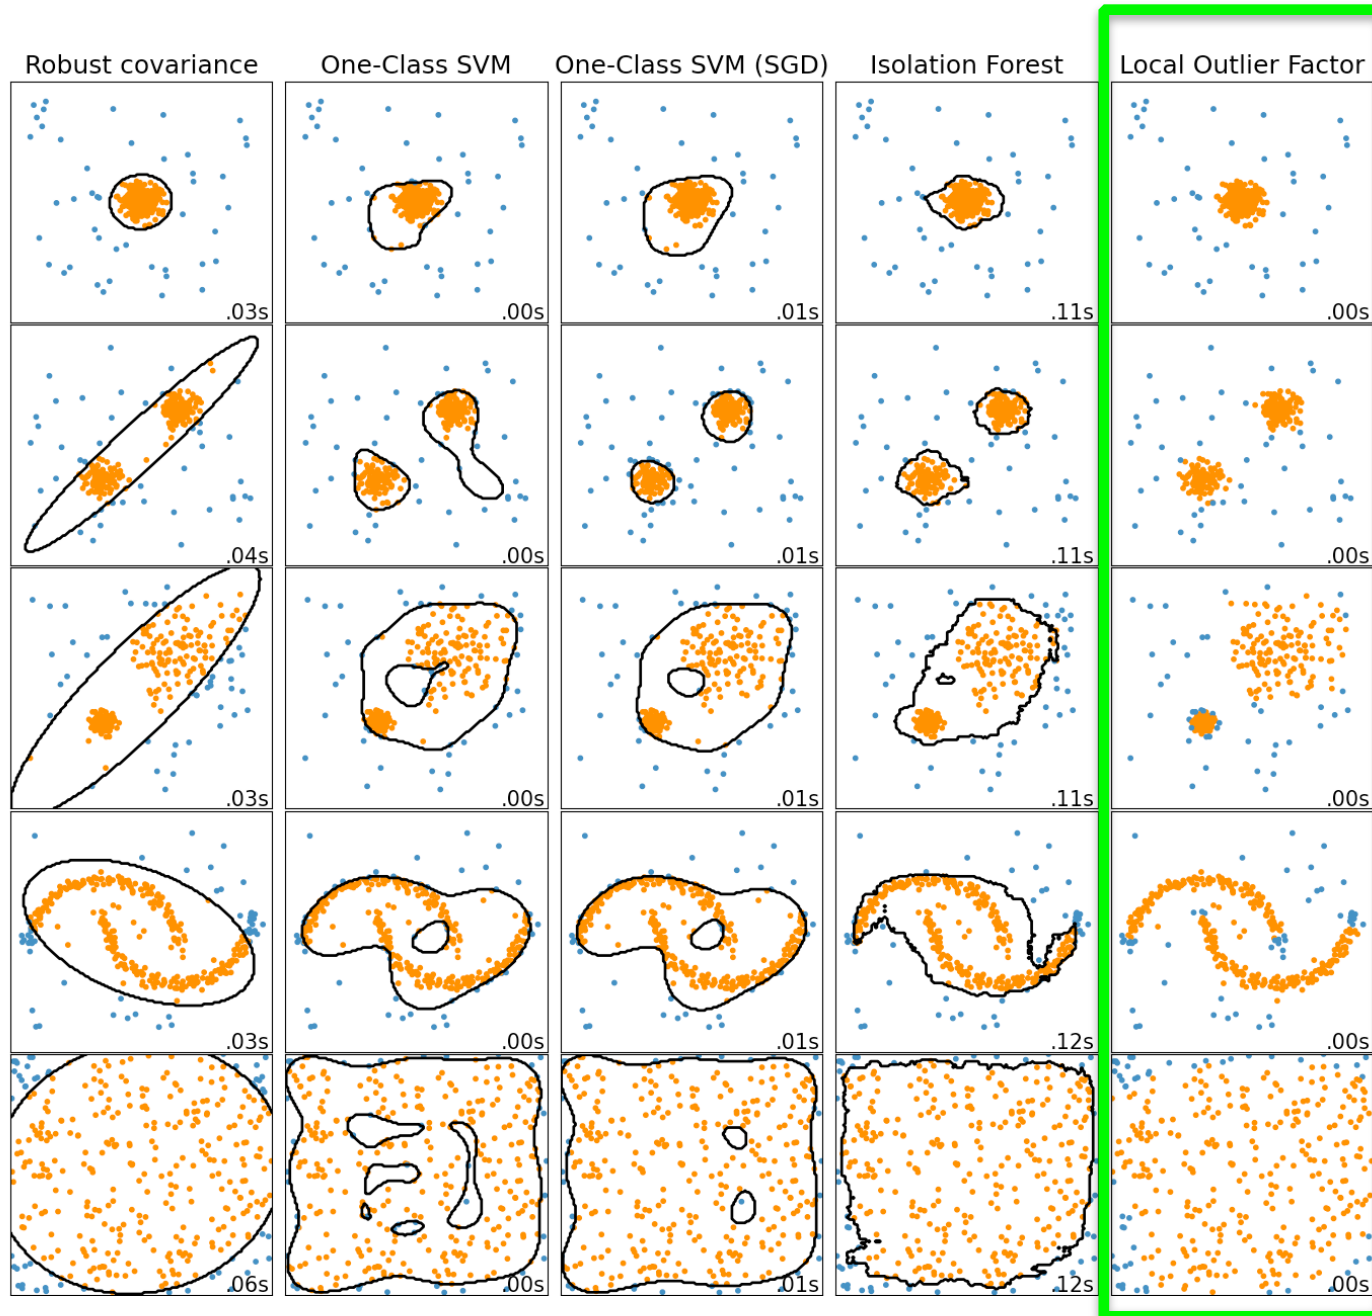 Robust covariance One-Class SVM One-Class SVM (SGD) Isolation Forest Local Outlier Factor
.03s .00s .01s .11s .00s
.04s .00s .01s .11s .00s
.03s .00s .01s .11s .00s
.03s .00s .01s .12s .00s
.06s .00s .01s .12s .00s